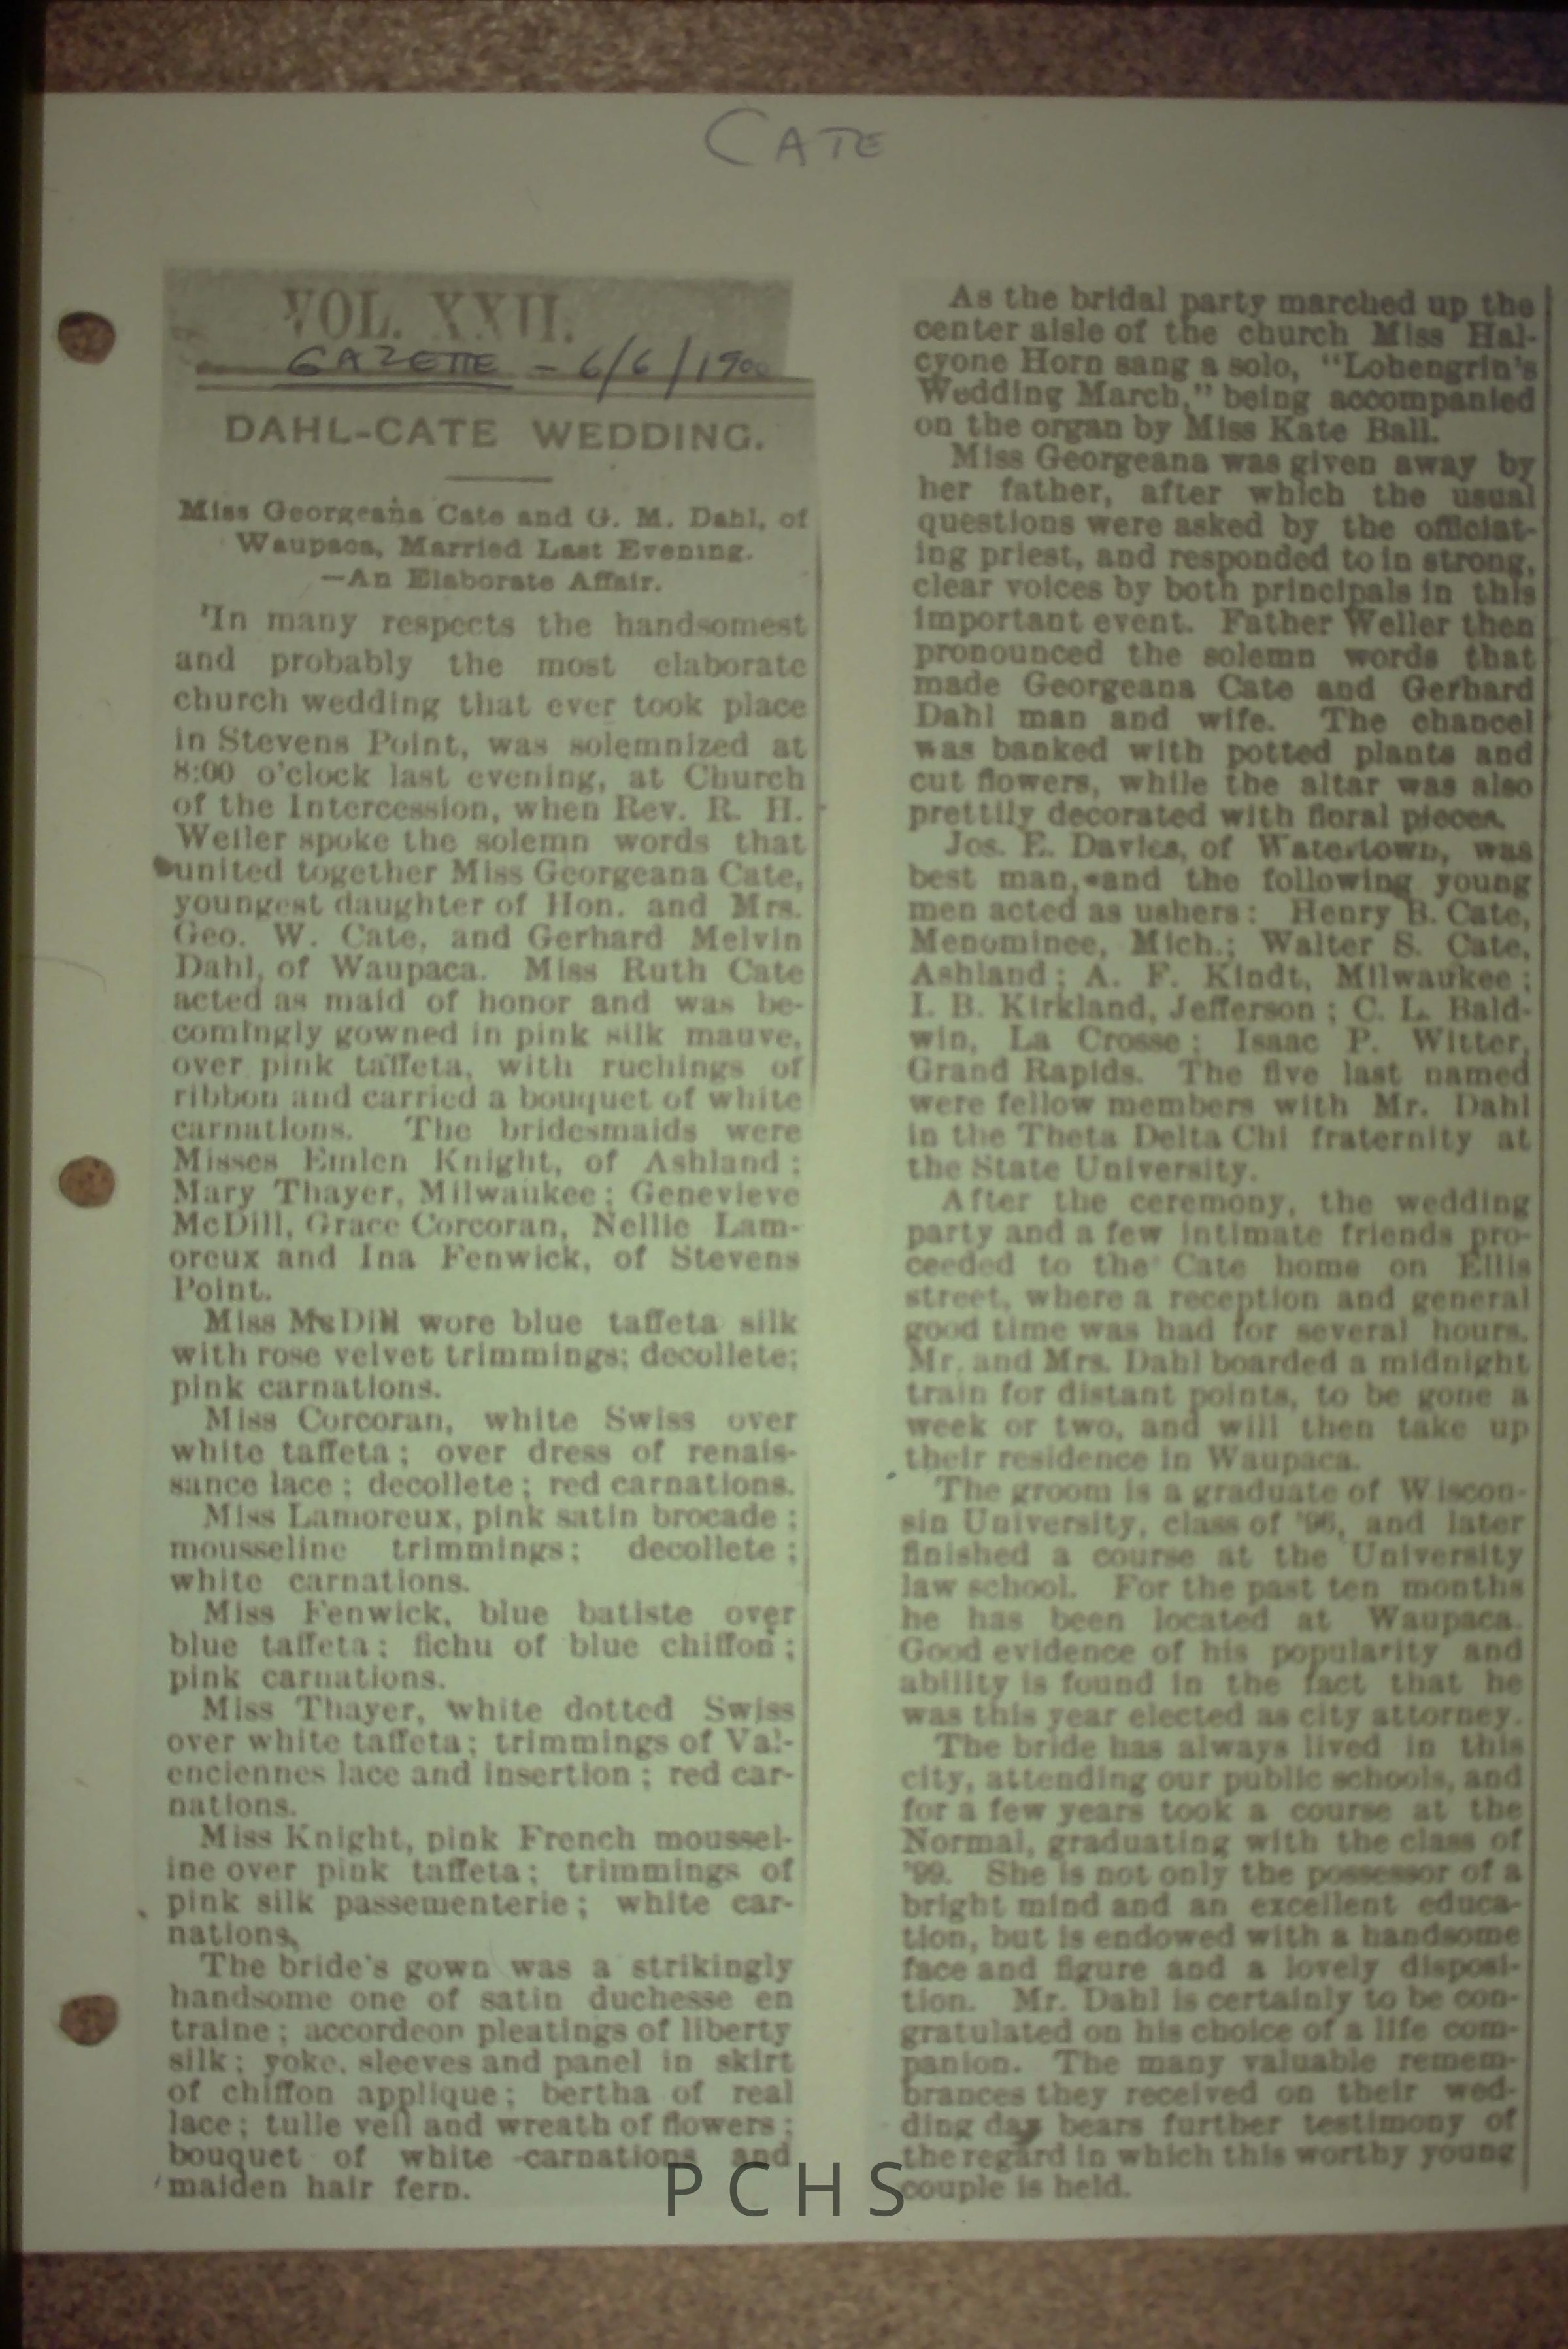 CATE
VOL. XXII.
GAZETTE - 6/6/1900
DAHL-CATE WEDDING.
Miss Georgeana Cate and G. M. Dahl, of
Waupaca, Married Last Evening.
—An Elaborate Affair.
In many respects the handsomest
and probably the most elaborate
church wedding that ever took place
in Stevens Point, was solemnized at
8:00 o'clock last evening, at Church
of the Intercession, when Rev. R. H.
Weller spoke the solemn words that
united together Miss Georgeana Cate,
youngest daughter of Hon. and Mrs.
Geo. W. Cate, and Gerhard Melvin
Dahl, of Waupaca. Miss Ruth Cate
acted as maid of honor and was be-
comingly gowned in pink silk mauve,
over pink taffeta, with ruchings of
ribbon and carried a bouquet of white
carnations. The bridesmaids were
Misses Emlen Knight, of Ashland;
Mary Thayer, Milwaukee; Genevieve
McDill, Grace Corcoran, Nellie Lam-
oreux and Ina Fenwick, of Stevens
Point.
Miss McDill wore blue taffeta silk
with rose velvet trimmings; decollete;
pink carnations.
Miss Corcoran, white Swiss over
white taffeta; over dress of renais-
sance lace; decollete; red carnations.
Miss Lamoreux, pink satin brocade;
mousseline trimmings; decollete;
white carnations.
Miss Fenwick, blue batiste over
blue taffeta; fichu of blue chiffon;
pink carnations.
Miss Thayer, white dotted Swiss
over white taffeta; trimmings of Val-
enciennes lace and insertion; red car-
nations.
Miss Knight, pink French moussel-
ine over pink taffeta; trimmings of
pink silk passementerie; white car-
nations.
The bride's gown was a strikingly
handsome one of satin duchesse en
traine; accordeon pleatings of liberty
silk; yoke, sleeves and panel in skirt
of chiffon applique; bertha of real
lace; tulle veil and wreath of flowers;
bouquet of white carnations and
maiden hair fern.
As the bridal party marched up the
center aisle of the church Miss Hal-
cyone Horn sang a solo, "Lohengrin's
Wedding March," being accompanied
on the organ by Miss Kate Ball.
Miss Georgeana was given away by
her father, after which the usual
questions were asked by the officiat-
ing priest, and responded to in strong,
clear voices by both principals in this
important event. Father Weller then
pronounced the solemn words that
made Georgeana Cate and Gerhard
Dahl man and wife. The chancel
was banked with potted plants and
cut flowers, while the altar was also
prettily decorated with floral pieces.
Jos. E. Davies, of Watertown, was
best man, and the following young
men acted as ushers: Henry B. Cate,
Menominee, Mich.; Walter S. Cate,
Ashland; A. F. Kindt, Milwaukee;
I. B. Kirkland, Jefferson; C. L. Bald-
win, La Crosse; Isaac P. Witter,
Grand Rapids. The five last named
were fellow members with Mr. Dahl
in the Theta Delta Chi fraternity at
the State University.
After the ceremony, the wedding
party and a few intimate friends pro-
ceeded to the Cate home on Ellis
street, where a reception and general
good time was had for several hours.
Mr. and Mrs. Dahl boarded a midnight
train for distant points, to be gone a
week or two, and will then take up
their residence in Waupaca.
The groom is a graduate of Wiscon-
sin University, class of '96, and later
finished a course at the University
law school. For the past ten months
he has been located at Waupaca.
Good evidence of his popularity and
ability is found in the fact that he
was this year elected as city attorney.
The bride has always lived in this
city, attending our public schools, and
for a few years took a course at the
Normal, graduating with the class of
'99. She is not only the possessor of a
bright mind and an excellent educa-
tion, but is endowed with a handsome
face and figure and a lovely disposi-
tion. Mr. Dahl is certainly to be con-
gratulated on his choice of a life com-
panion. The many valuable remem-
brances they received on their wed-
ding day bears further testimony of
the regard in which this worthy young
couple is held.
PCHS